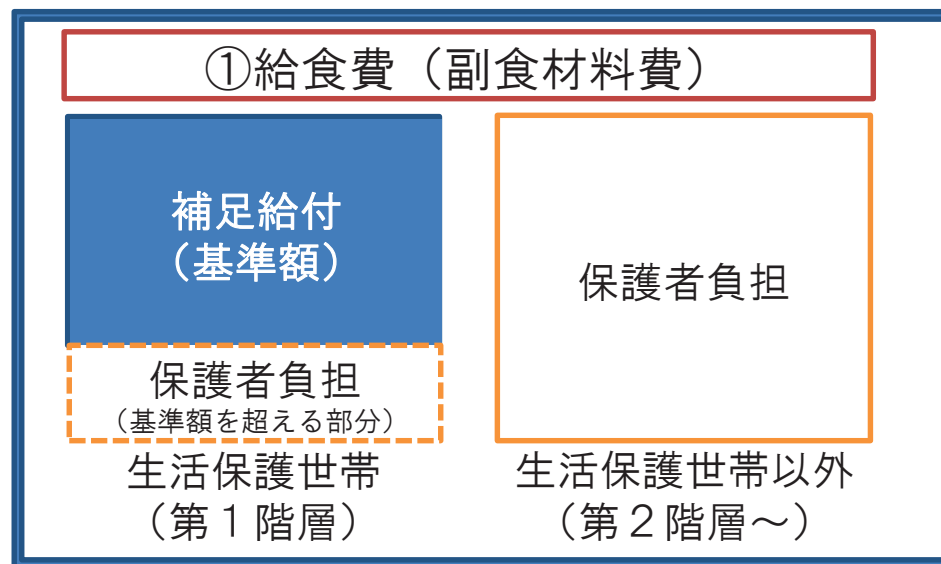 ①給食費（副食材料費）
補足給付
（基準額）
保護者負担
（基準額を超える部分）
生活保護世帯
（第１階層）
保護者負担
生活保護世帯以外
（第２階層～）